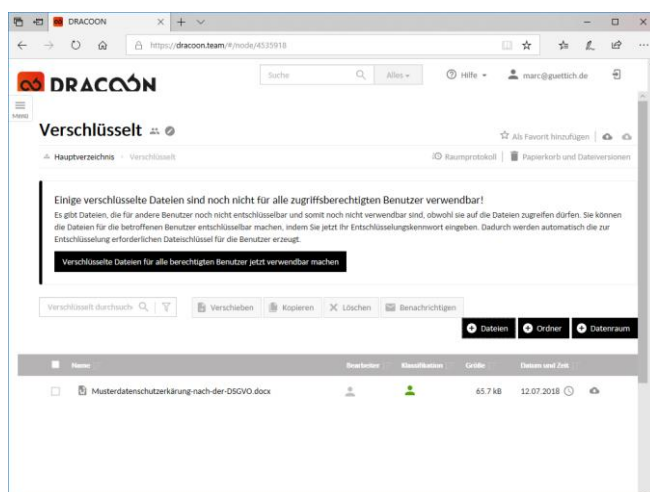 DRACOON
https://dracoon.team/#/node/4535918
DRACOON
Suche
Alles
Hilfe
marc@guettich.de
Menü
Verschlüsselt
Als Favorit hinzufügen
Hauptverzeichnis
Verschlüsselt
Raumprotokoll
Papierkorb und Dateiversionen
Einige verschlüsselte Dateien sind noch nicht für alle zugriffsberechtigten Benutzer verwendbar!
Es gibt Dateien, die für andere Benutzer noch nicht entschlüsselbar und somit noch nicht verwendbar sind, obwohl sie auf die Dateien zugreifen dürfen. Sie können
die Dateien für die betroffenen Benutzer entschlüsselbar machen, indem Sie jetzt Ihr Entschlüsselungskennwort eingeben. Dadurch werden automatisch die zur
Entschlüsselung erforderlichen Dateischlüssel für die Benutzer erzeugt.
Verschlüsselte Dateien für alle berechtigten Benutzer jetzt verwendbar machen
Verschlüsselt durchsuch
Verschieben
Kopieren
Löschen
Benachrichtigen
Dateien
Ordner
Datenraum
Name
Bearbeiter
Klassifikation
Größe
Datum und Zeit
Musterdatenschutzerkärung-nach-der-DSGVO.docx
65.7 kB
12.07.2018